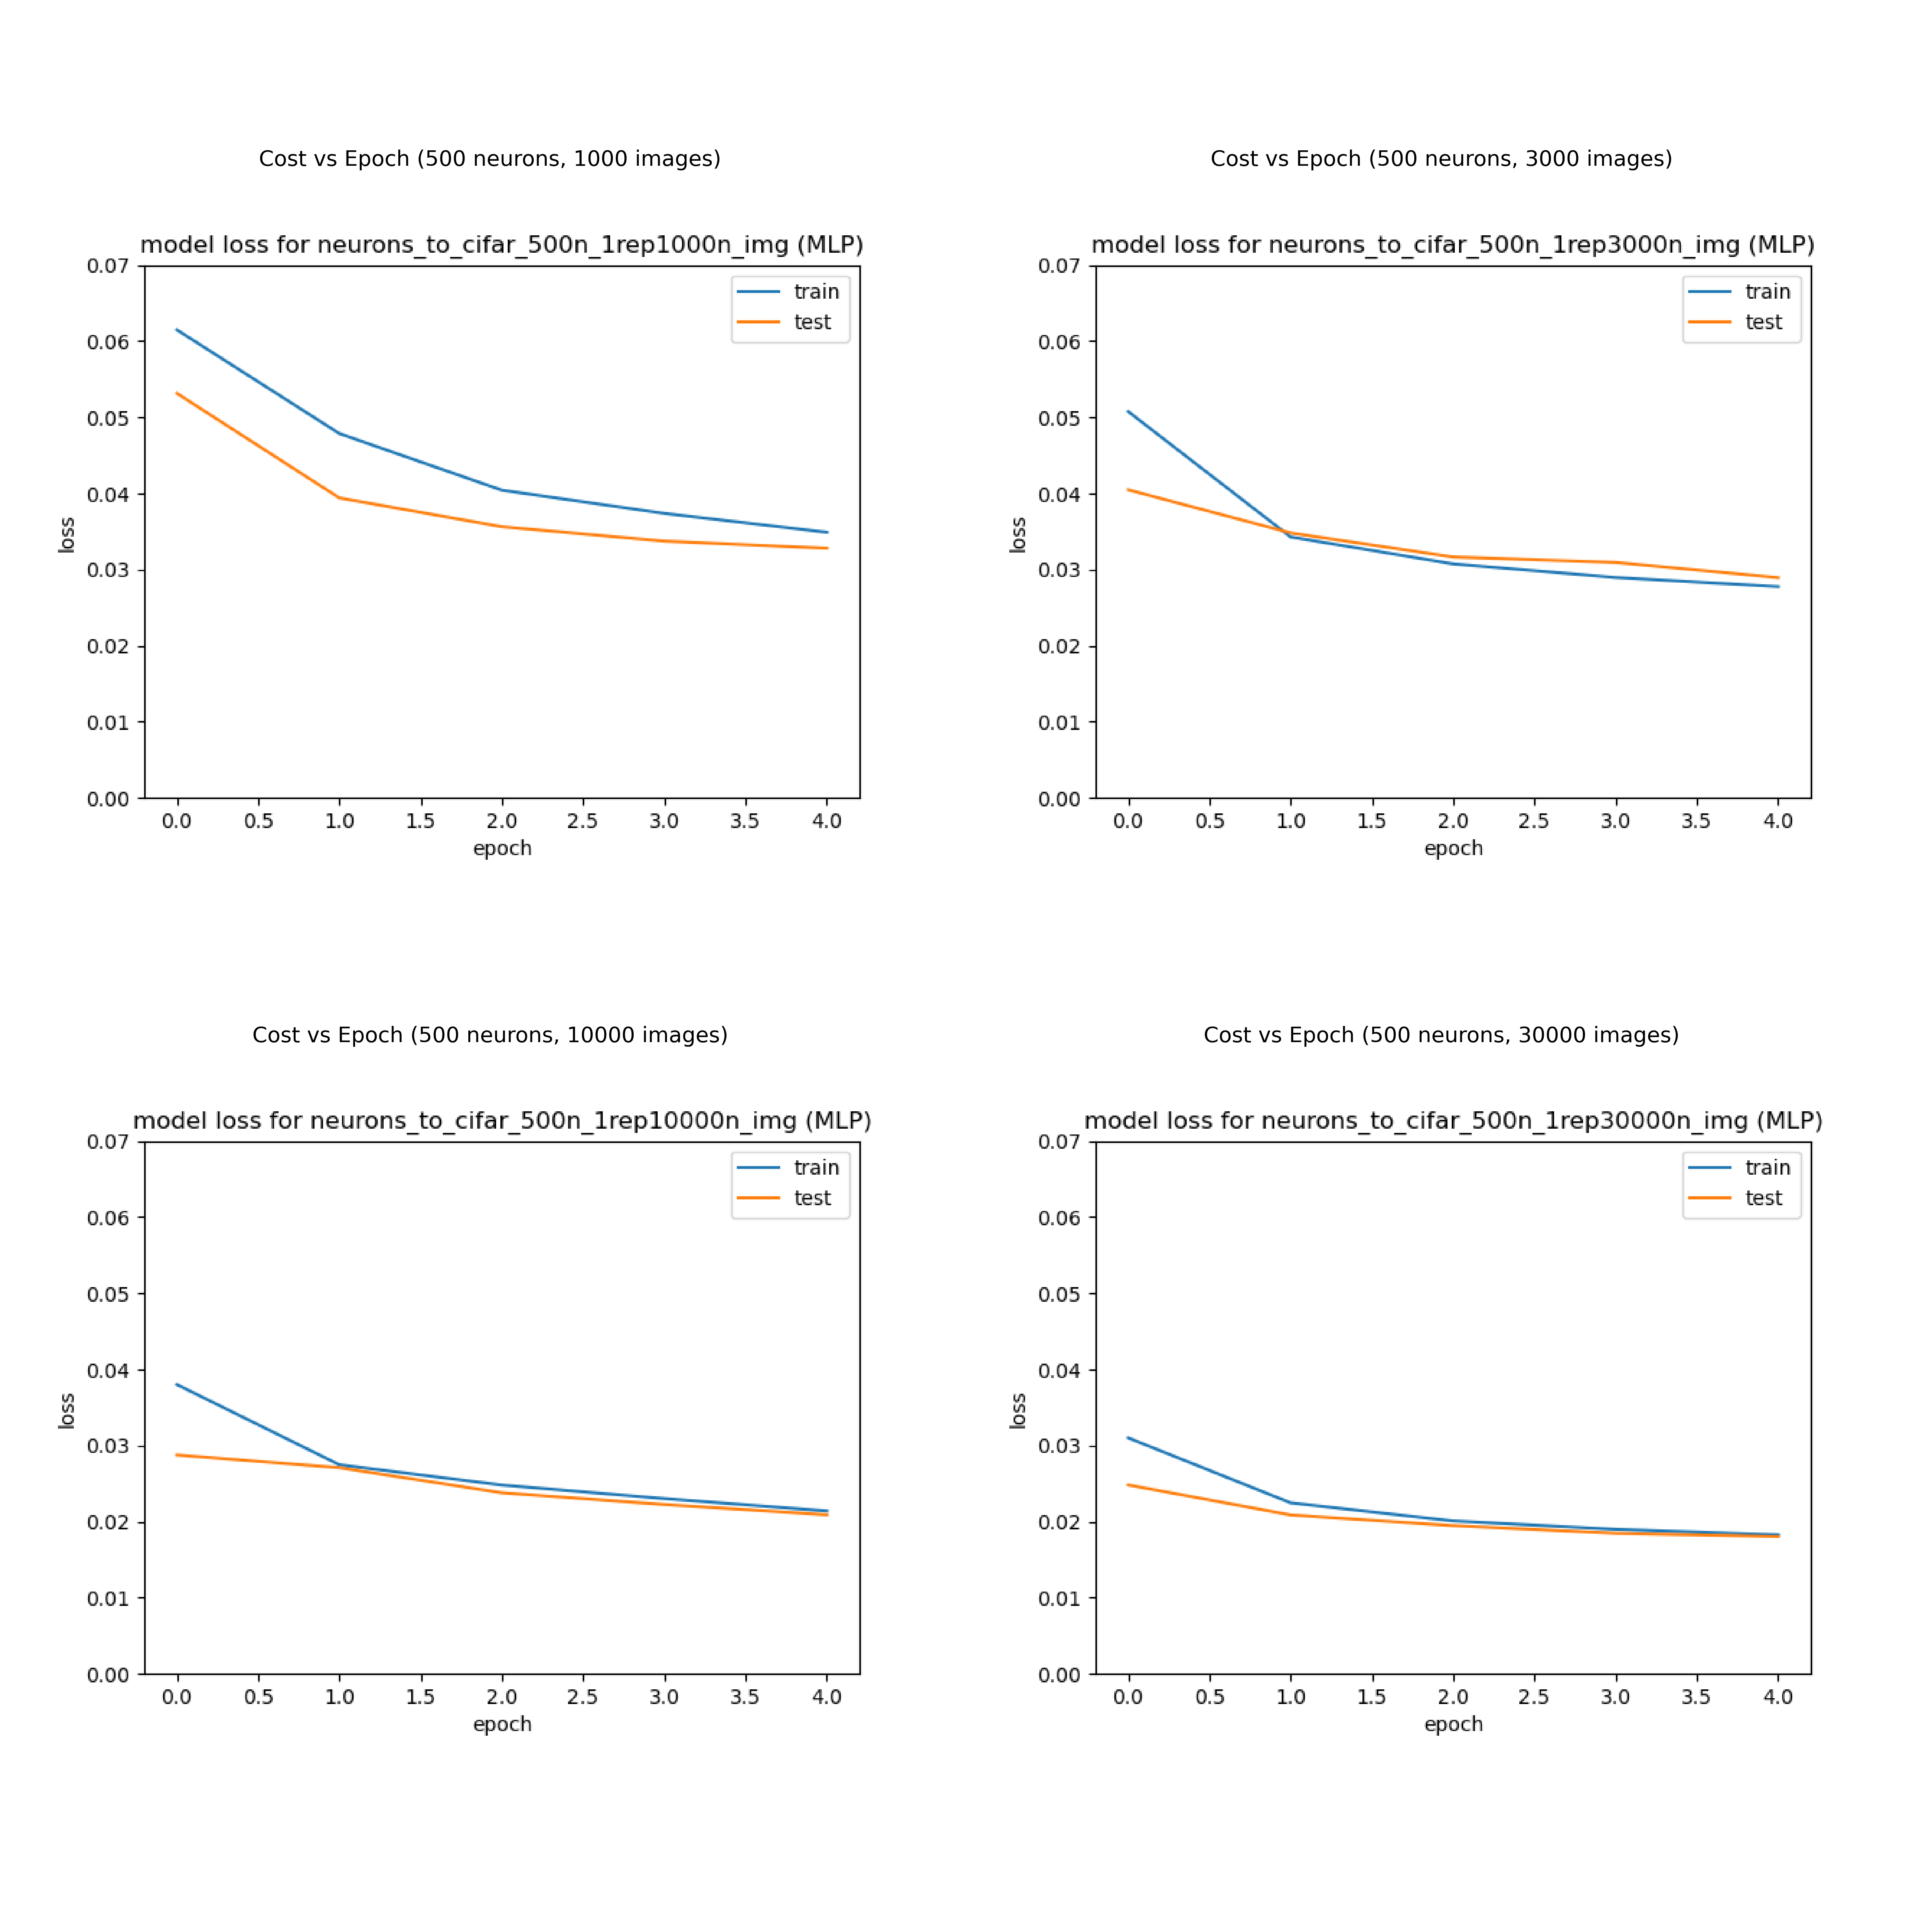 Cost vs Epoch (500 neurons, 1000 images)
model loss for neurons_to_cifar_500n_1rep1000n_img (MLP)
0.07
0.06
0.05
0.04
0.03
0.02
0.01
0.00
loss
train
test
0.0 0.5 1.0 1.5 2.0 2.5 3.0 3.5 4.0
epoch
Cost vs Epoch (500 neurons, 3000 images)
model loss for neurons_to_cifar_500n_1rep3000n_img (MLP)
0.07
0.06
0.05
0.04
0.03
0.02
0.01
0.00
loss
train
test
0.0 0.5 1.0 1.5 2.0 2.5 3.0 3.5 4.0
epoch
Cost vs Epoch (500 neurons, 10000 images)
model loss for neurons_to_cifar_500n_1rep10000n_img (MLP)
0.07
0.06
0.05
0.04
0.03
0.02
0.01
0.00
loss
train
test
0.0 0.5 1.0 1.5 2.0 2.5 3.0 3.5 4.0
epoch
Cost vs Epoch (500 neurons, 30000 images)
model loss for neurons_to_cifar_500n_1rep30000n_img (MLP)
0.07
0.06
0.05
0.04
0.03
0.02
0.01
0.00
loss
train
test
0.0 0.5 1.0 1.5 2.0 2.5 3.0 3.5 4.0
epoch